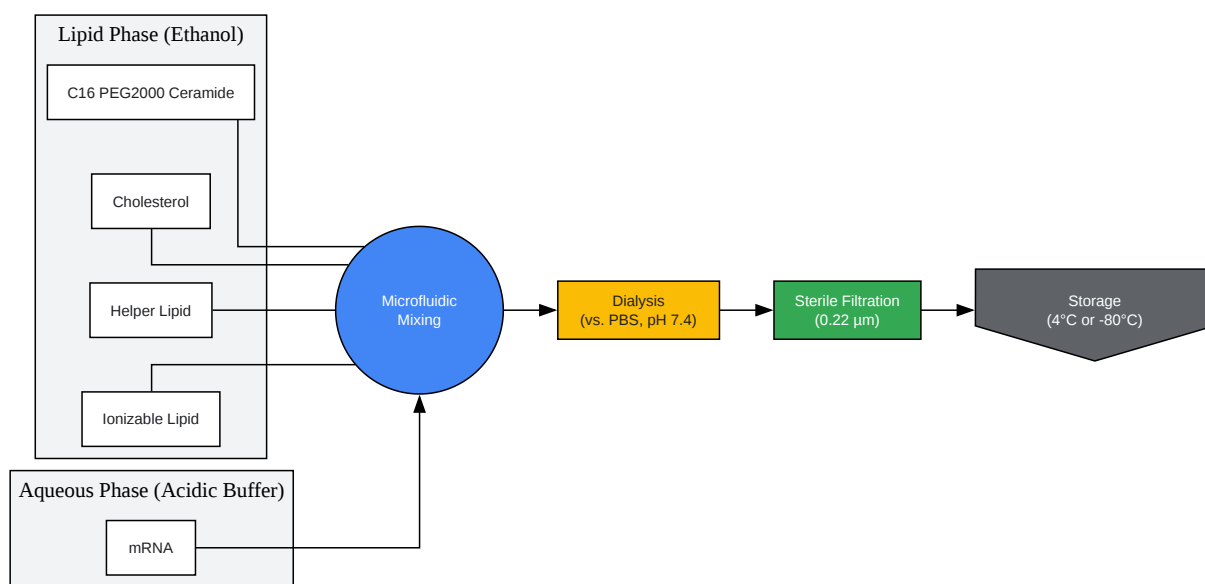 Lipid Phase (Ethanol)
C16 PEG2000 Ceramide
Cholesterol
Helper Lipid
Ionizable Lipid
Aqueous Phase (Acidic Buffer)
mRNA
Microfluidic
Mixing
Dialysis
(vs. PBS, pH 7.4)
Sterile Filtration
(0.22 µm)
Storage
(4°C or -80°C)